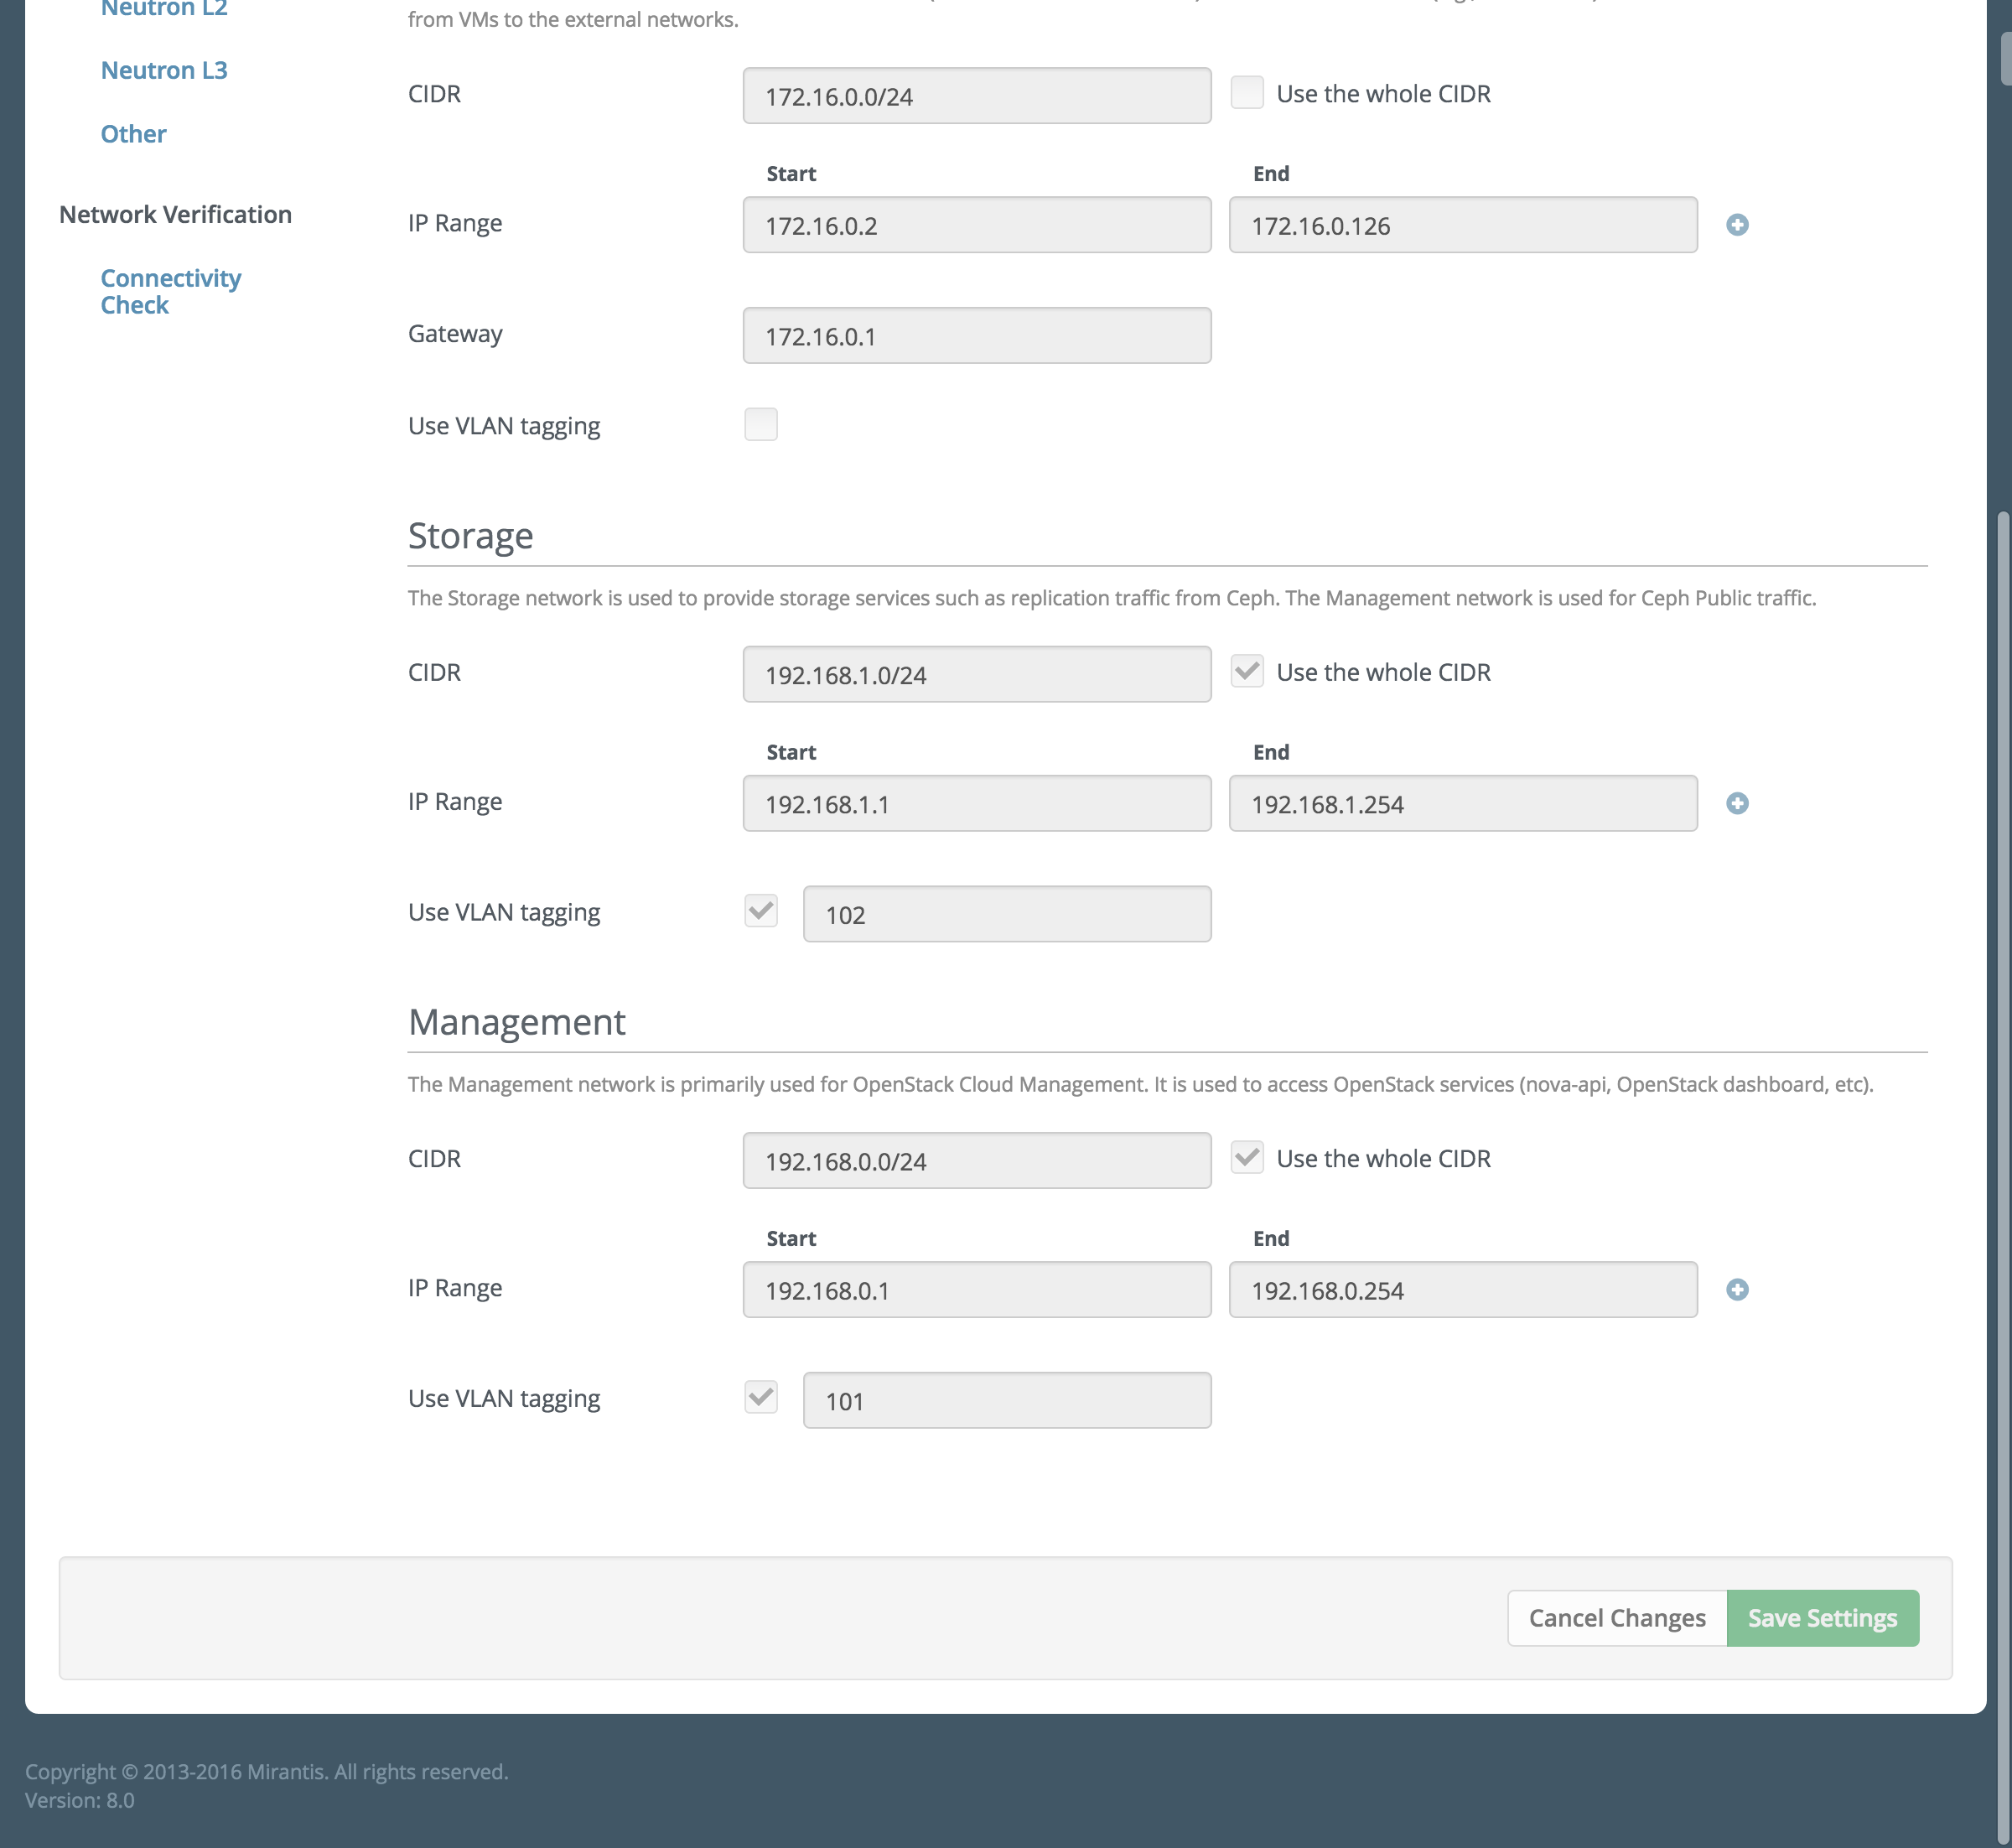 Neutron L2
Neutron L3
Other
Network Verification
Connectivity
Check
from VMs to the external networks.
CIDR
172.16.0.0/24
Use the whole CIDR
Start
End
IP Range
172.16.0.2
172.16.0.126
Gateway
172.16.0.1
Use VLAN tagging
Storage
The Storage network is used to provide storage services such as replication traffic from Ceph. The Management network is used for Ceph Public traffic.
CIDR
192.168.1.0/24
Use the whole CIDR
Start
End
IP Range
192.168.1.1
192.168.1.254
Use VLAN tagging
102
Management
The Management network is primarily used for OpenStack Cloud Management. It is used to access OpenStack services (nova-api, OpenStack dashboard, etc).
CIDR
192.168.0.0/24
Use the whole CIDR
Start
End
IP Range
192.168.0.1
192.168.0.254
Use VLAN tagging
101
Cancel Changes
Save Settings
Copyright © 2013-2016 Mirantis. All rights reserved.
Version: 8.0